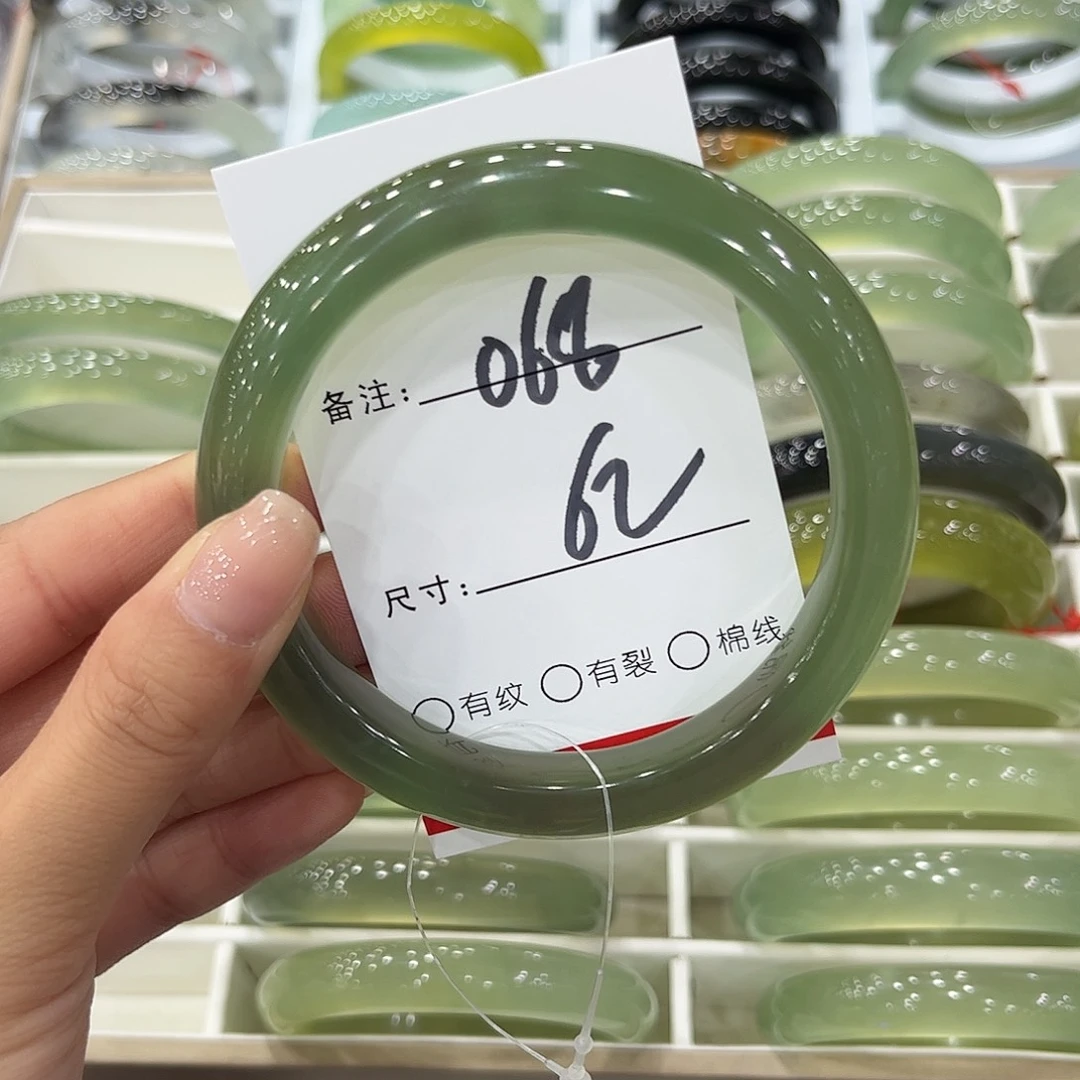 备注: 068
尺寸: 62
有纹 有裂 棉线